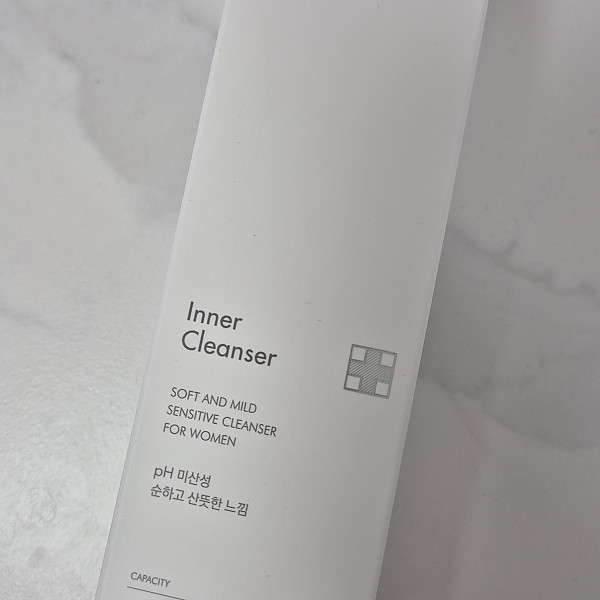 Inner
Cleanser
SOFT AND MILD
SENSITIVE CLEANSER
FOR WOMEN
pH 미산성
순하고 산뜻한 느낌
CAPACITY